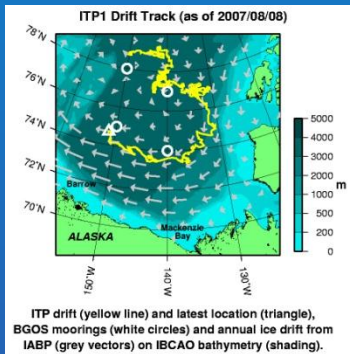 ITP1 Drift Track (as of 2007/08/08)
78°N
76°N
74°N
72°N
70°N
Barrow
ALASKA
Mackenzie
Bay
150°W
140°W
130°W
5000
4000
3000
2000
1000
500
200
0
m
ITP drift (yellow line) and latest location (triangle),
BGOS moorings (white circles) and annual ice drift from
IABP (grey vectors) on IBCAO bathymetry (shading).